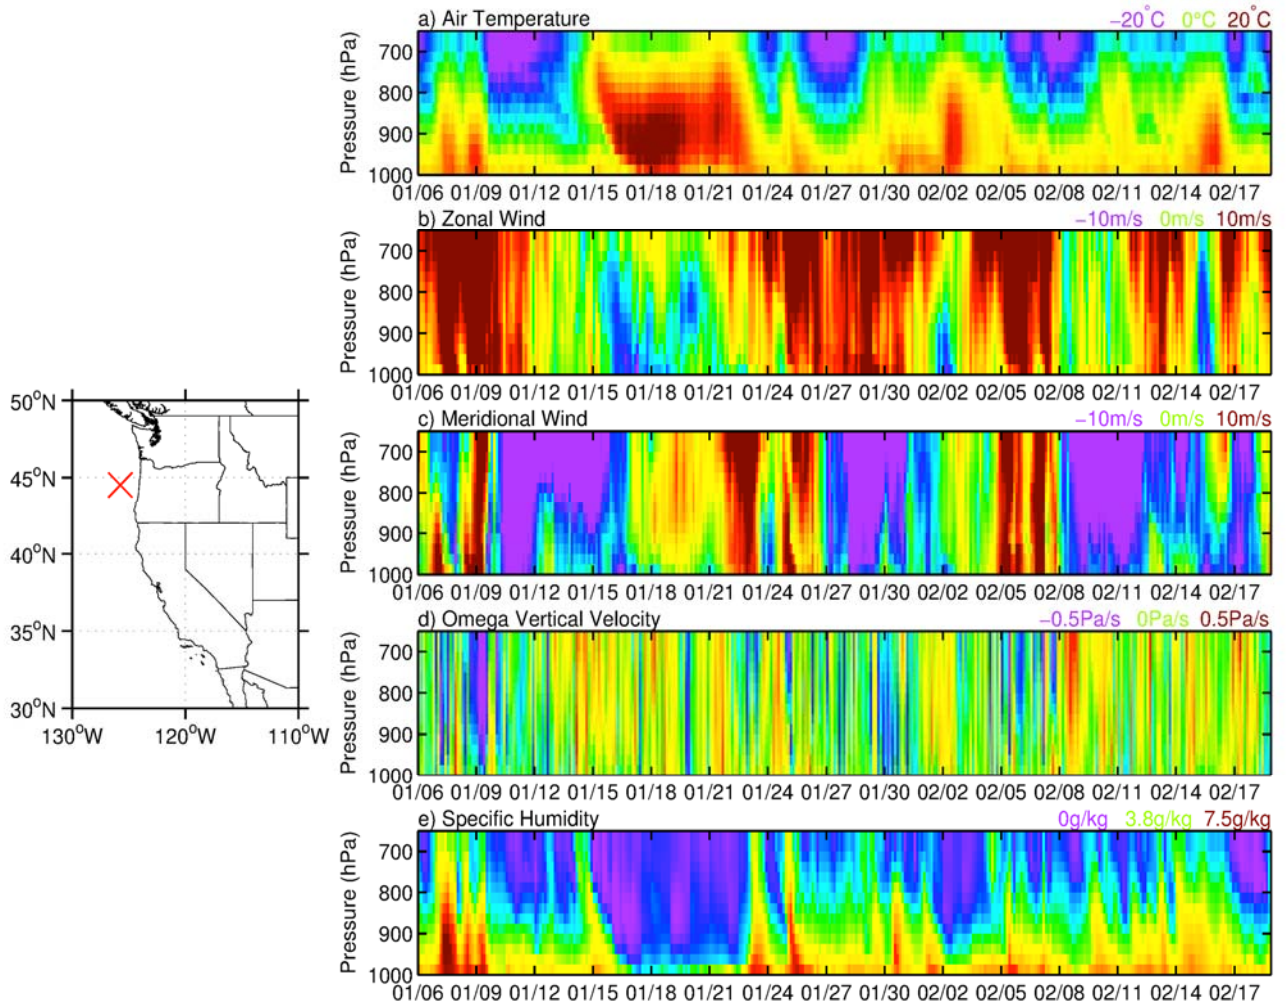 a) Air Temperature −20°C 0°C 20°C
Pressure (hPa)
700
800
900
1000
01/06 01/09 01/12 01/15 01/18 01/21 01/24 01/27 01/30 02/02 02/05 02/08 02/11 02/14 02/17
b) Zonal Wind −10m/s 0m/s 10m/s
Pressure (hPa)
700
800
900
1000
01/06 01/09 01/12 01/15 01/18 01/21 01/24 01/27 01/30 02/02 02/05 02/08 02/11 02/14 02/17
c) Meridional Wind −10m/s 0m/s 10m/s
Pressure (hPa)
700
800
900
1000
01/06 01/09 01/12 01/15 01/18 01/21 01/24 01/27 01/30 02/02 02/05 02/08 02/11 02/14 02/17
d) Omega Vertical Velocity −0.5Pa/s 0Pa/s 0.5Pa/s
Pressure (hPa)
700
800
900
1000
01/06 01/09 01/12 01/15 01/18 01/21 01/24 01/27 01/30 02/02 02/05 02/08 02/11 02/14 02/17
e) Specific Humidity 0g/kg 3.8g/kg 7.5g/kg
Pressure (hPa)
700
800
900
1000
01/06 01/09 01/12 01/15 01/18 01/21 01/24 01/27 01/30 02/02 02/05 02/08 02/11 02/14 02/17
50°N
45°N
40°N
35°N
30°N
130°W 120°W 110°W